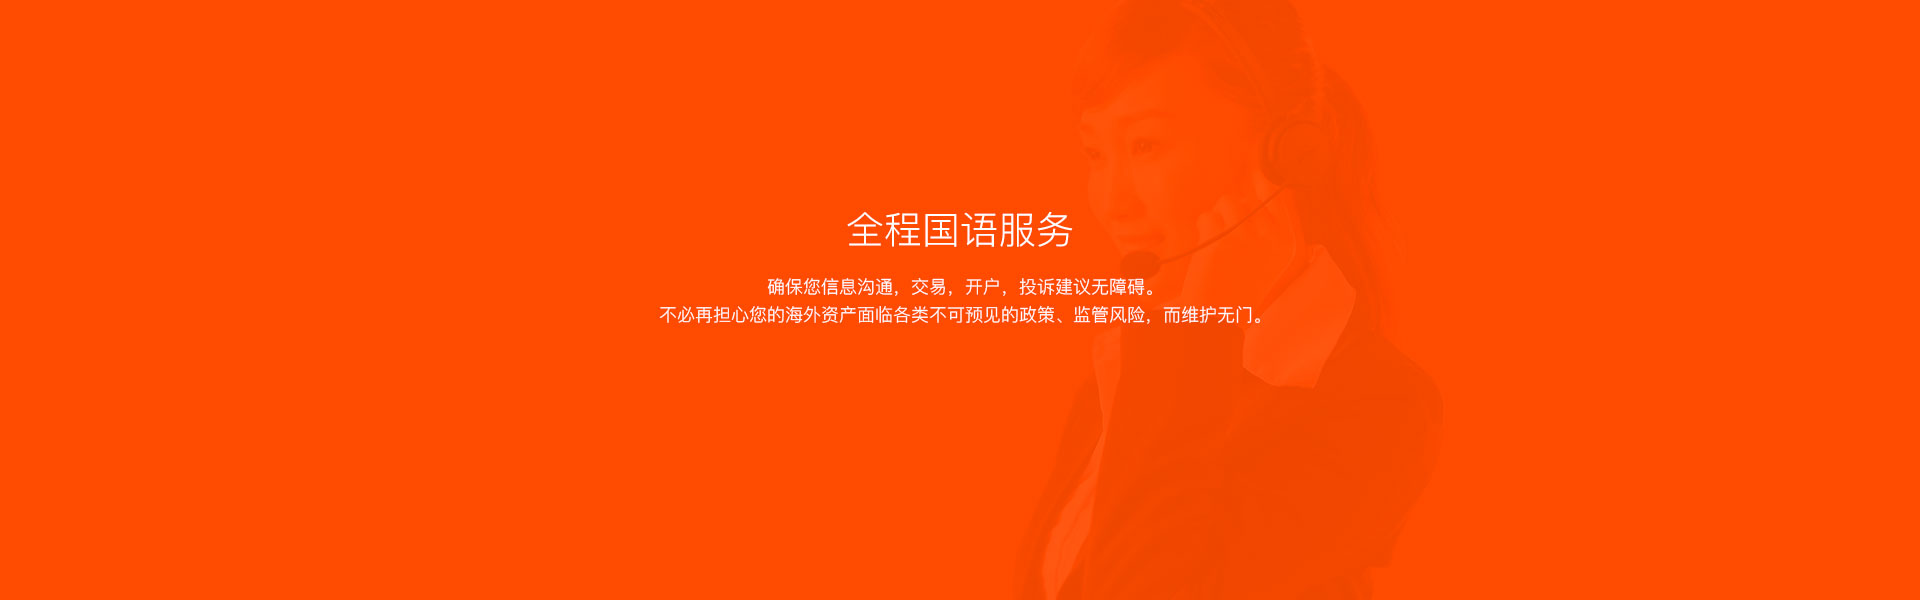 全程国语服务
确保您信息沟通，交易，开户，投诉建议无障碍。
不必再担心您的海外资产面临各类不可预见的政策、监管风险，而维护无门。